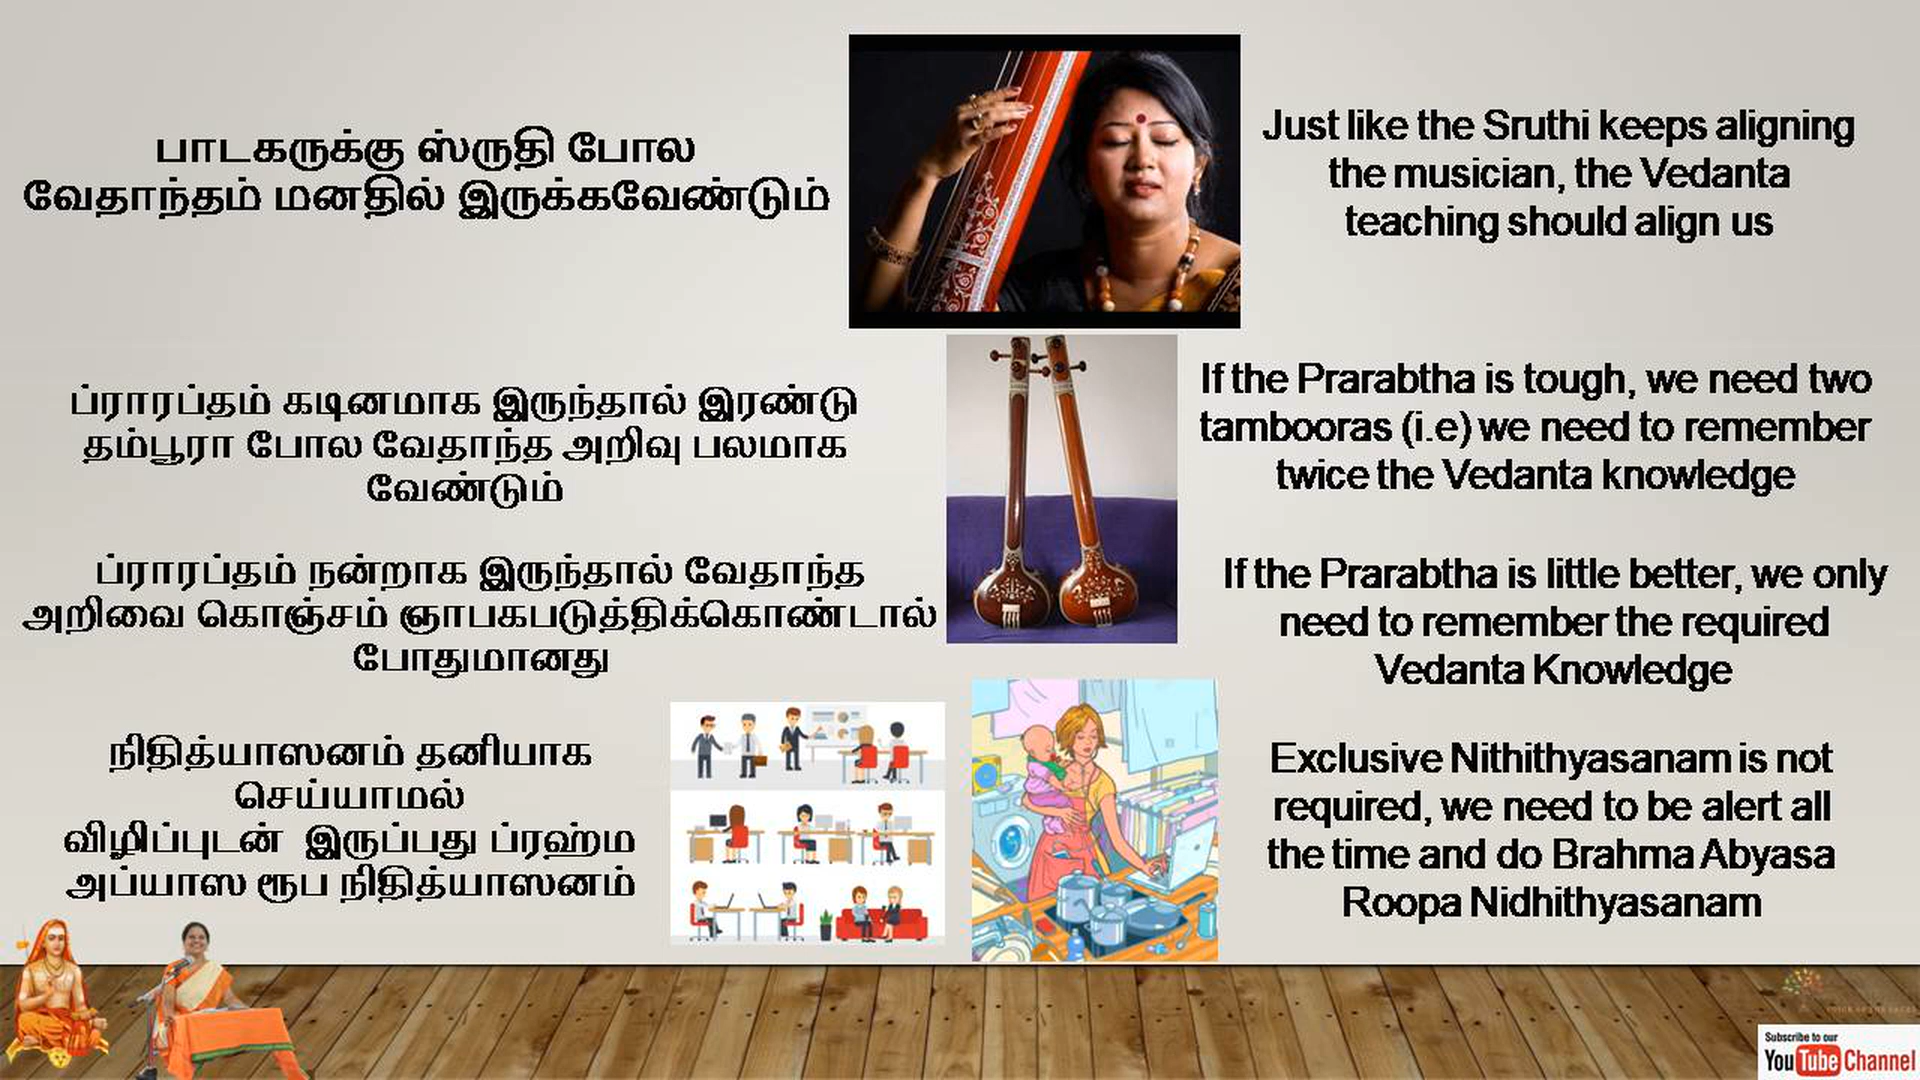 பாடகருக்கு ஸ்ருதி போல
வேதாந்தம் மனதில் இருக்கவேண்டும்
Just like the Sruthi keeps aligning
the musician, the Vedanta
teaching should align us
ப்ராரப்தம் கடினமாக இருந்தால் இரண்டு
தம்பூரா போல வேதாந்த அறிவு பலமாக
வேண்டும்
If the Prarabtha is tough, we need two
tambooras (i.e) we need to remember
twice the Vedanta knowledge
ப்ராரப்தம் நன்றாக இருந்தால் வேதாந்த
அறிவை கொஞ்சம் ஞாபகபடுத்திக்கொண்டால்
போதுமானது
If the Prarabtha is little better, we only
need to remember the required
Vedanta Knowledge
நிதித்யாஸனம் தனியாக
செய்யாமல்
விழிப்புடன் இருப்பது ப்ரஹ்ம
அப்யாஸ ரூப நிதித்யாஸனம்
Exclusive Nithithyasanam is not
required, we need to be alert all
the time and do Brahma Abyasa
Roopa Nidhithyasanam
Subscribe to our
YouTube Channel